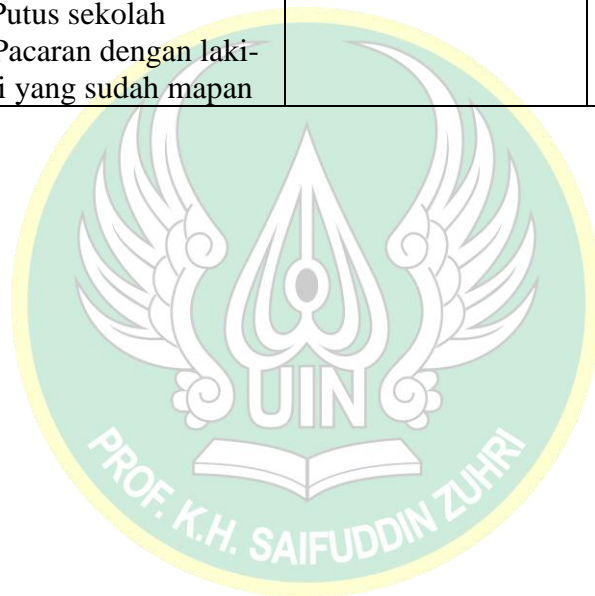 Putus sekolah
Pacaran dengan laki-
i yang sudah mapan
UIN
PROF. K.H. SAIFUDDIN ZUHRI